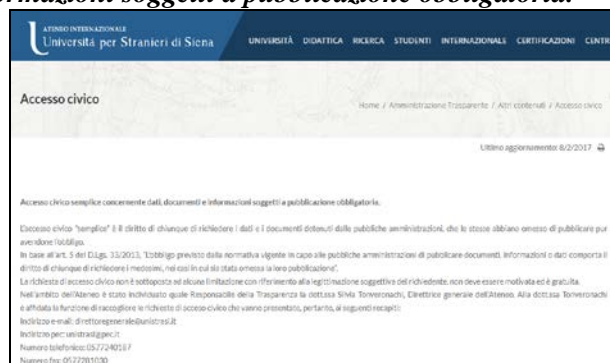 rmazioni soggetti a pubblicazione obbligatoria.
ATENEO INTERNAZIONALE
Università per Stranieri di Siena
UNIVERSITÀ DIDATTICA RICERCA STUDENTI INTERNAZIONALE CERTIFICAZIONI CENTR
Accesso civico
Home / Amministrazione Trasparente / Altri contenuti / Accesso civico
Ultimo aggiornamento: 8/2/2017
Accesso civico semplice concernente dati, documenti e informazioni soggetti a pubblicazione obbligatoria.
L'accesso civico "semplice" è il diritto di chiunque di richiedere i dati e i documenti detenuti dalle pubbliche amministrazioni, che le stesse abbiano omesso di pubblicare pur
avendone l'obbligo.
In base all'art. 5 del D.Lgs. 33/2013, "L'obbligo previsto dalla normativa vigente in capo alle pubbliche amministrazioni di pubblicare documenti, informazioni o dati comporta il
diritto di chiunque di richiedere i medesimi, nei casi in cui sia stata omessa la loro pubblicazione".
La richiesta di accesso civico non è sottoposta ad alcuna limitazione con riferimento alla legittimazione soggettiva del richiedente, non deve essere motivata ed è gratuita.
Nell'ambito dell'Ateneo è stato individuato quale Responsabile della Trasparenza la dott.ssa Silvia Tonveronachi, Direttrice generale dell'Ateneo. Alla dott.ssa Tonveronachi
è affidata la funzione di raccogliere le richieste di accesso civico che vanno presentate, pertanto, ai seguenti recapiti:
Indirizzo e-mail: direttoregenerale@unistrasi.it
Indirizzo pec: unistrasi@pec.it
Numero telefonico: 0577240187
Numero fax: 0577281030